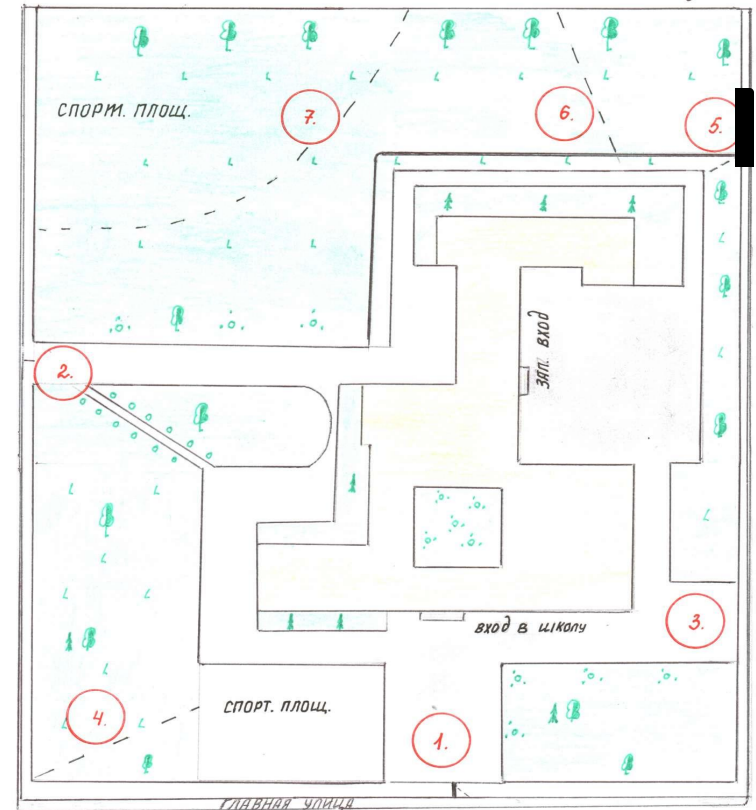 7.
6.
5.
СПОРТ. ПЛОЩ.
ЗАП. ВХОД
2.
3.
ВХОД В ШКОЛУ
СПОРТ. ПЛОЩ.
4.
1.
ГЛАВНАЯ УЛИЦА